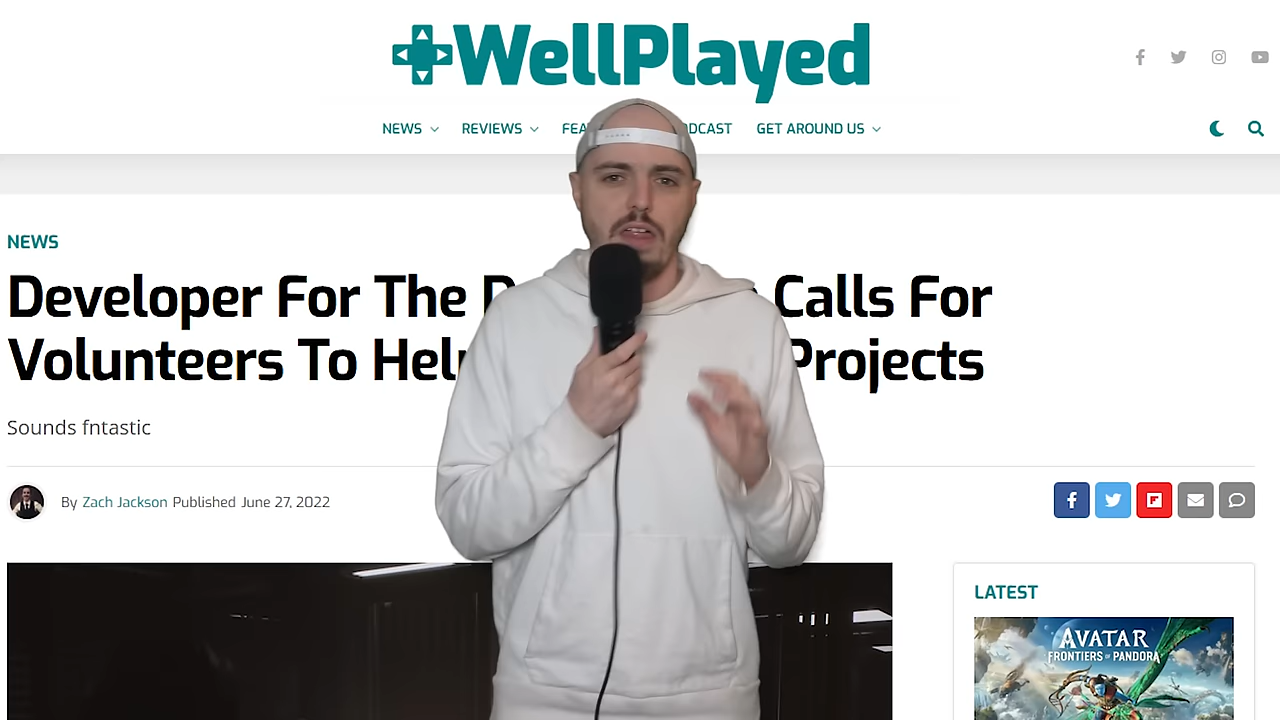 WellPlayed
NEWS REVIEWS GET AROUND US
NEWS
Developer For The Calls For
Volunteers To Projects
Sounds fntastic
By Zach Jackson Published June 27, 2022
LATEST
AVATAR
FRONTIERS OF PANDORA